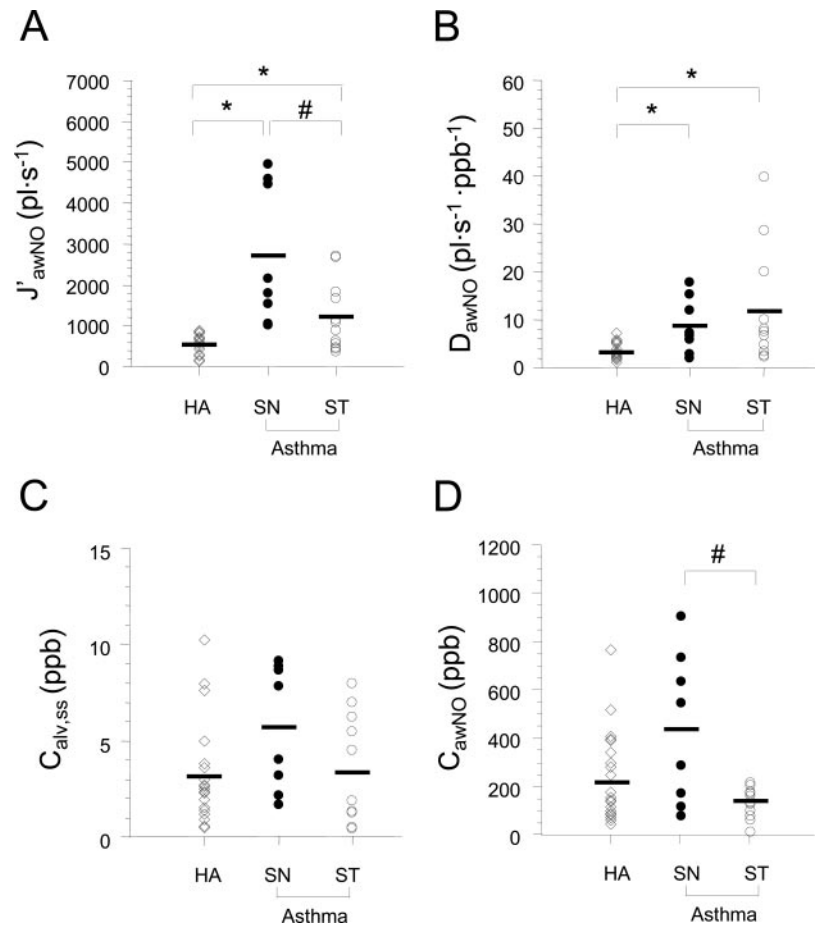 A
J'awNO (pl·s-1)
7000
6000
5000
4000
3000
2000
1000
0
*
*
#
HA SN ST
Asthma
B
DawNO (pl·s-1·ppb-1)
60
50
40
30
20
10
0
*
*
HA SN ST
Asthma
C
Calv,ss (ppb)
15
10
5
0
HA SN ST
Asthma
D
CawNO (ppb)
1200
1000
800
600
400
200
0
#
HA SN ST
Asthma